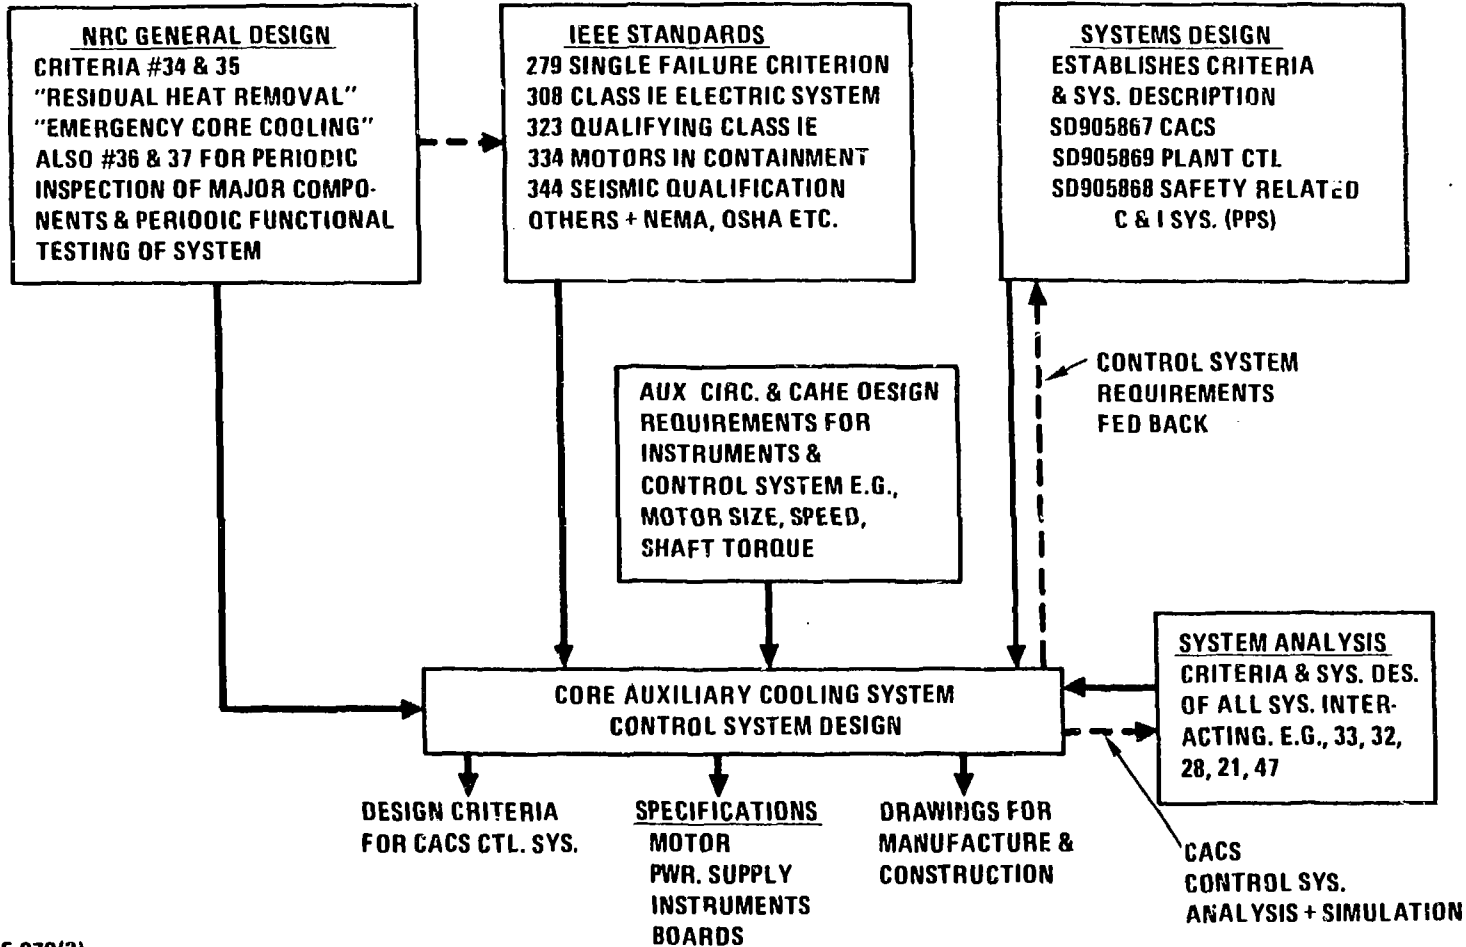 NRC GENERAL DESIGN
CRITERIA #34 & 35
"RESIDUAL HEAT REMOVAL"
"EMERGENCY CORE COOLING"
ALSO #36 & 37 FOR PERIODIC
INSPECTION OF MAJOR COMPO-
NENTS & PERIODIC FUNCTIONAL
TESTING OF SYSTEM
IEEE STANDARDS
279 SINGLE FAILURE CRITERION
308 CLASS IE ELECTRIC SYSTEM
323 QUALIFYING CLASS IE
334 MOTORS IN CONTAINMENT
344 SEISMIC QUALIFICATION
OTHERS + NEMA, OSHA ETC.
SYSTEMS DESIGN
ESTABLISHES CRITERIA
& SYS. DESCRIPTION
SD905867 CACS
SD905869 PLANT CTL
SD905868 SAFETY RELATED
C & I SYS. (PPS)
CONTROL SYSTEM
REQUIREMENTS
FED BACK
AUX CIRC. & CAHE DESIGN
REQUIREMENTS FOR
INSTRUMENTS &
CONTROL SYSTEM E.G.,
MOTOR SIZE, SPEED,
SHAFT TORQUE
CORE AUXILIARY COOLING SYSTEM
CONTROL SYSTEM DESIGN
SYSTEM ANALYSIS
CRITERIA & SYS. DES.
OF ALL SYS. INTER-
ACTING. E.G., 33, 32,
28, 21, 47
DESIGN CRITERIA
FOR CACS CTL. SYS.
SPECIFICATIONS
MOTOR
PWR. SUPPLY
INSTRUMENTS
BOARDS
DRAWINGS FOR
MANUFACTURE &
CONSTRUCTION
CACS
CONTROL SYS.
ANALYSIS + SIMULATION